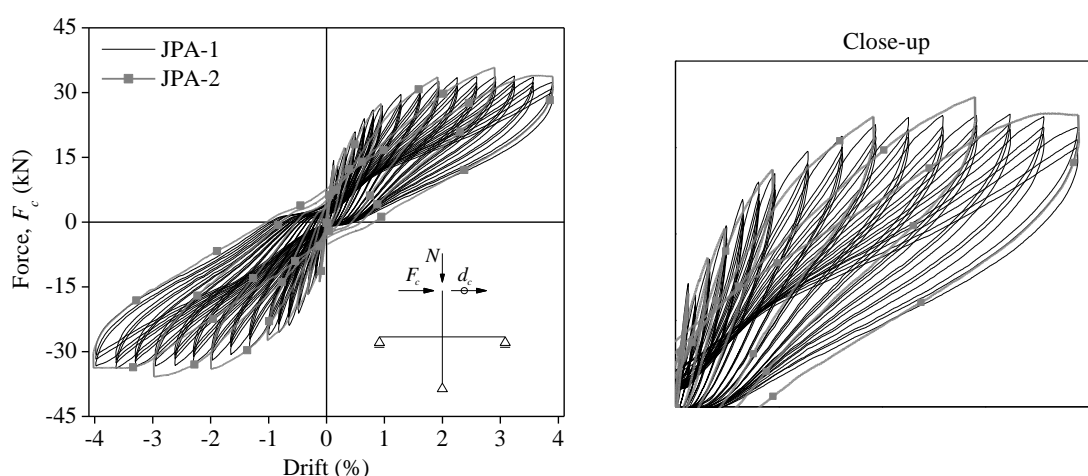 45
30
15
0
-15
-30
-45
Force, F_c (kN)
JPA-1
JPA-2
N
F_c
d_c
-4 -3 -2 -1 0 1 2 3 4
Drift (%)
Close-up